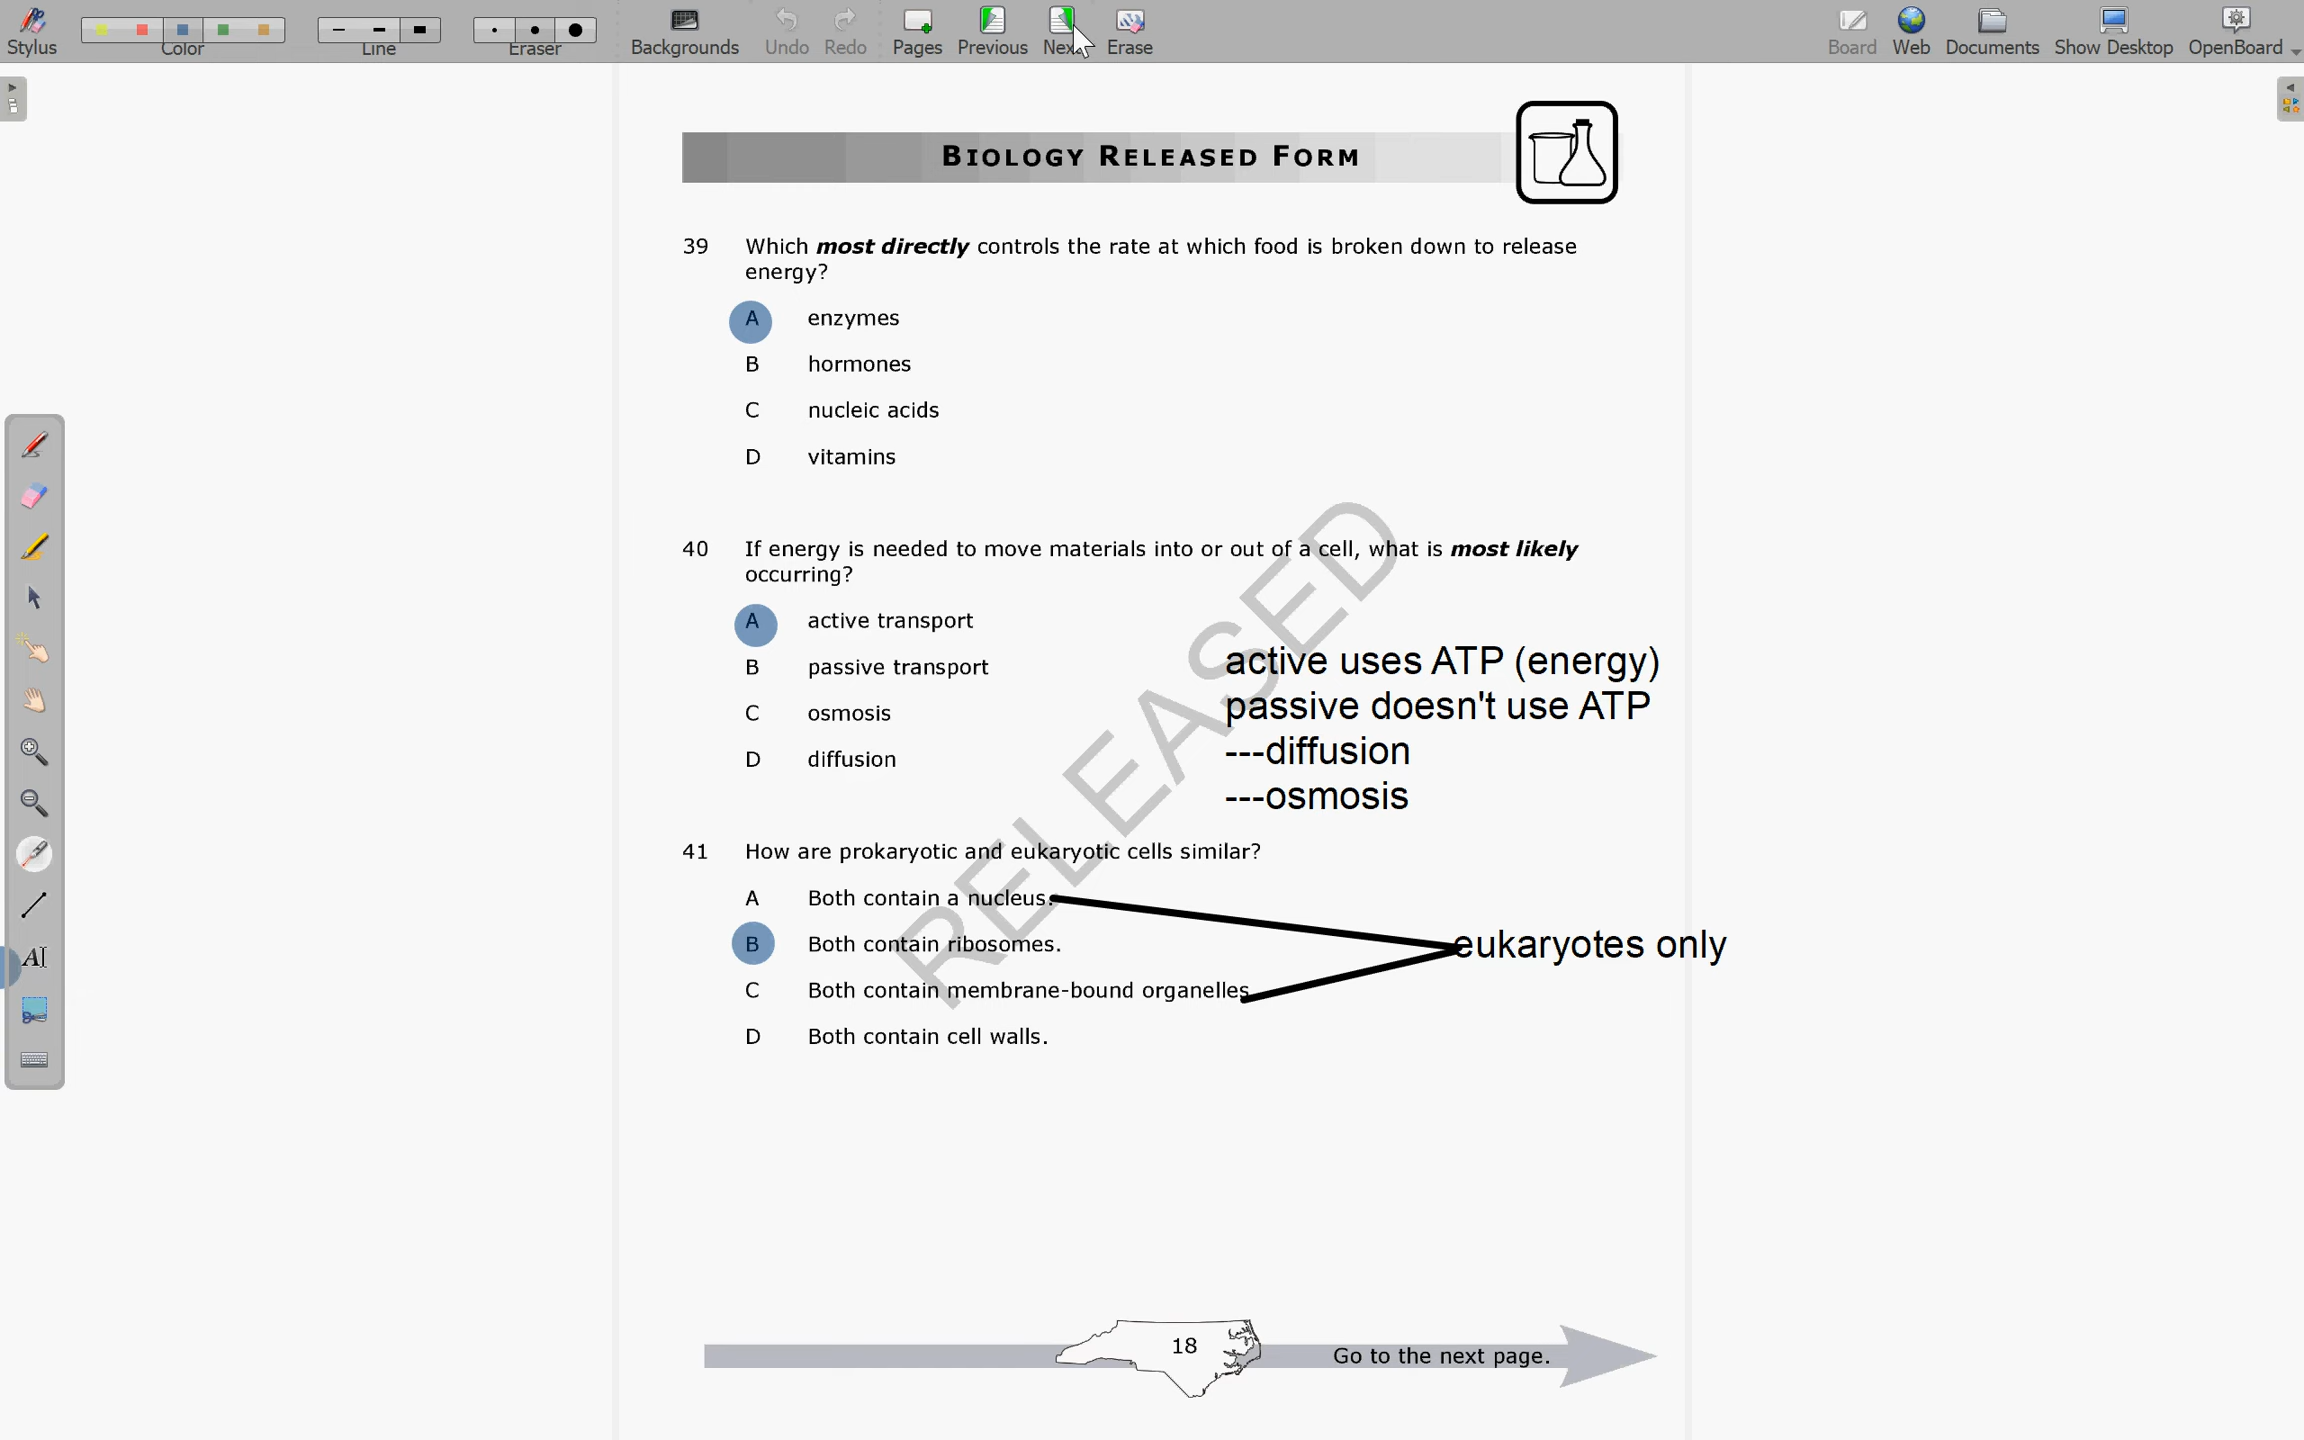 Stylus
Color
Line
Eraser
Backgrounds
Undo
Redo
Pages
Previous
Next
Erase
Board
Web
Documents
Show Desktop
OpenBoard
BIOLOGY RELEASED FORM
39 Which most directly controls the rate at which food is broken down to release
energy?
A enzymes
B hormones
C nucleic acids
D vitamins
40 If energy is needed to move materials into or out of a cell, what is most likely
occurring?
A active transport
B passive transport
C osmosis
D diffusion
active uses ATP (energy)
passive doesn't use ATP
---diffusion
---osmosis
RELEASED
41 How are prokaryotic and eukaryotic cells similar?
A Both contain a nucleus.
B Both contain ribosomes.
C Both contain membrane-bound organelles
D Both contain cell walls.
eukaryotes only
18
Go to the next page.